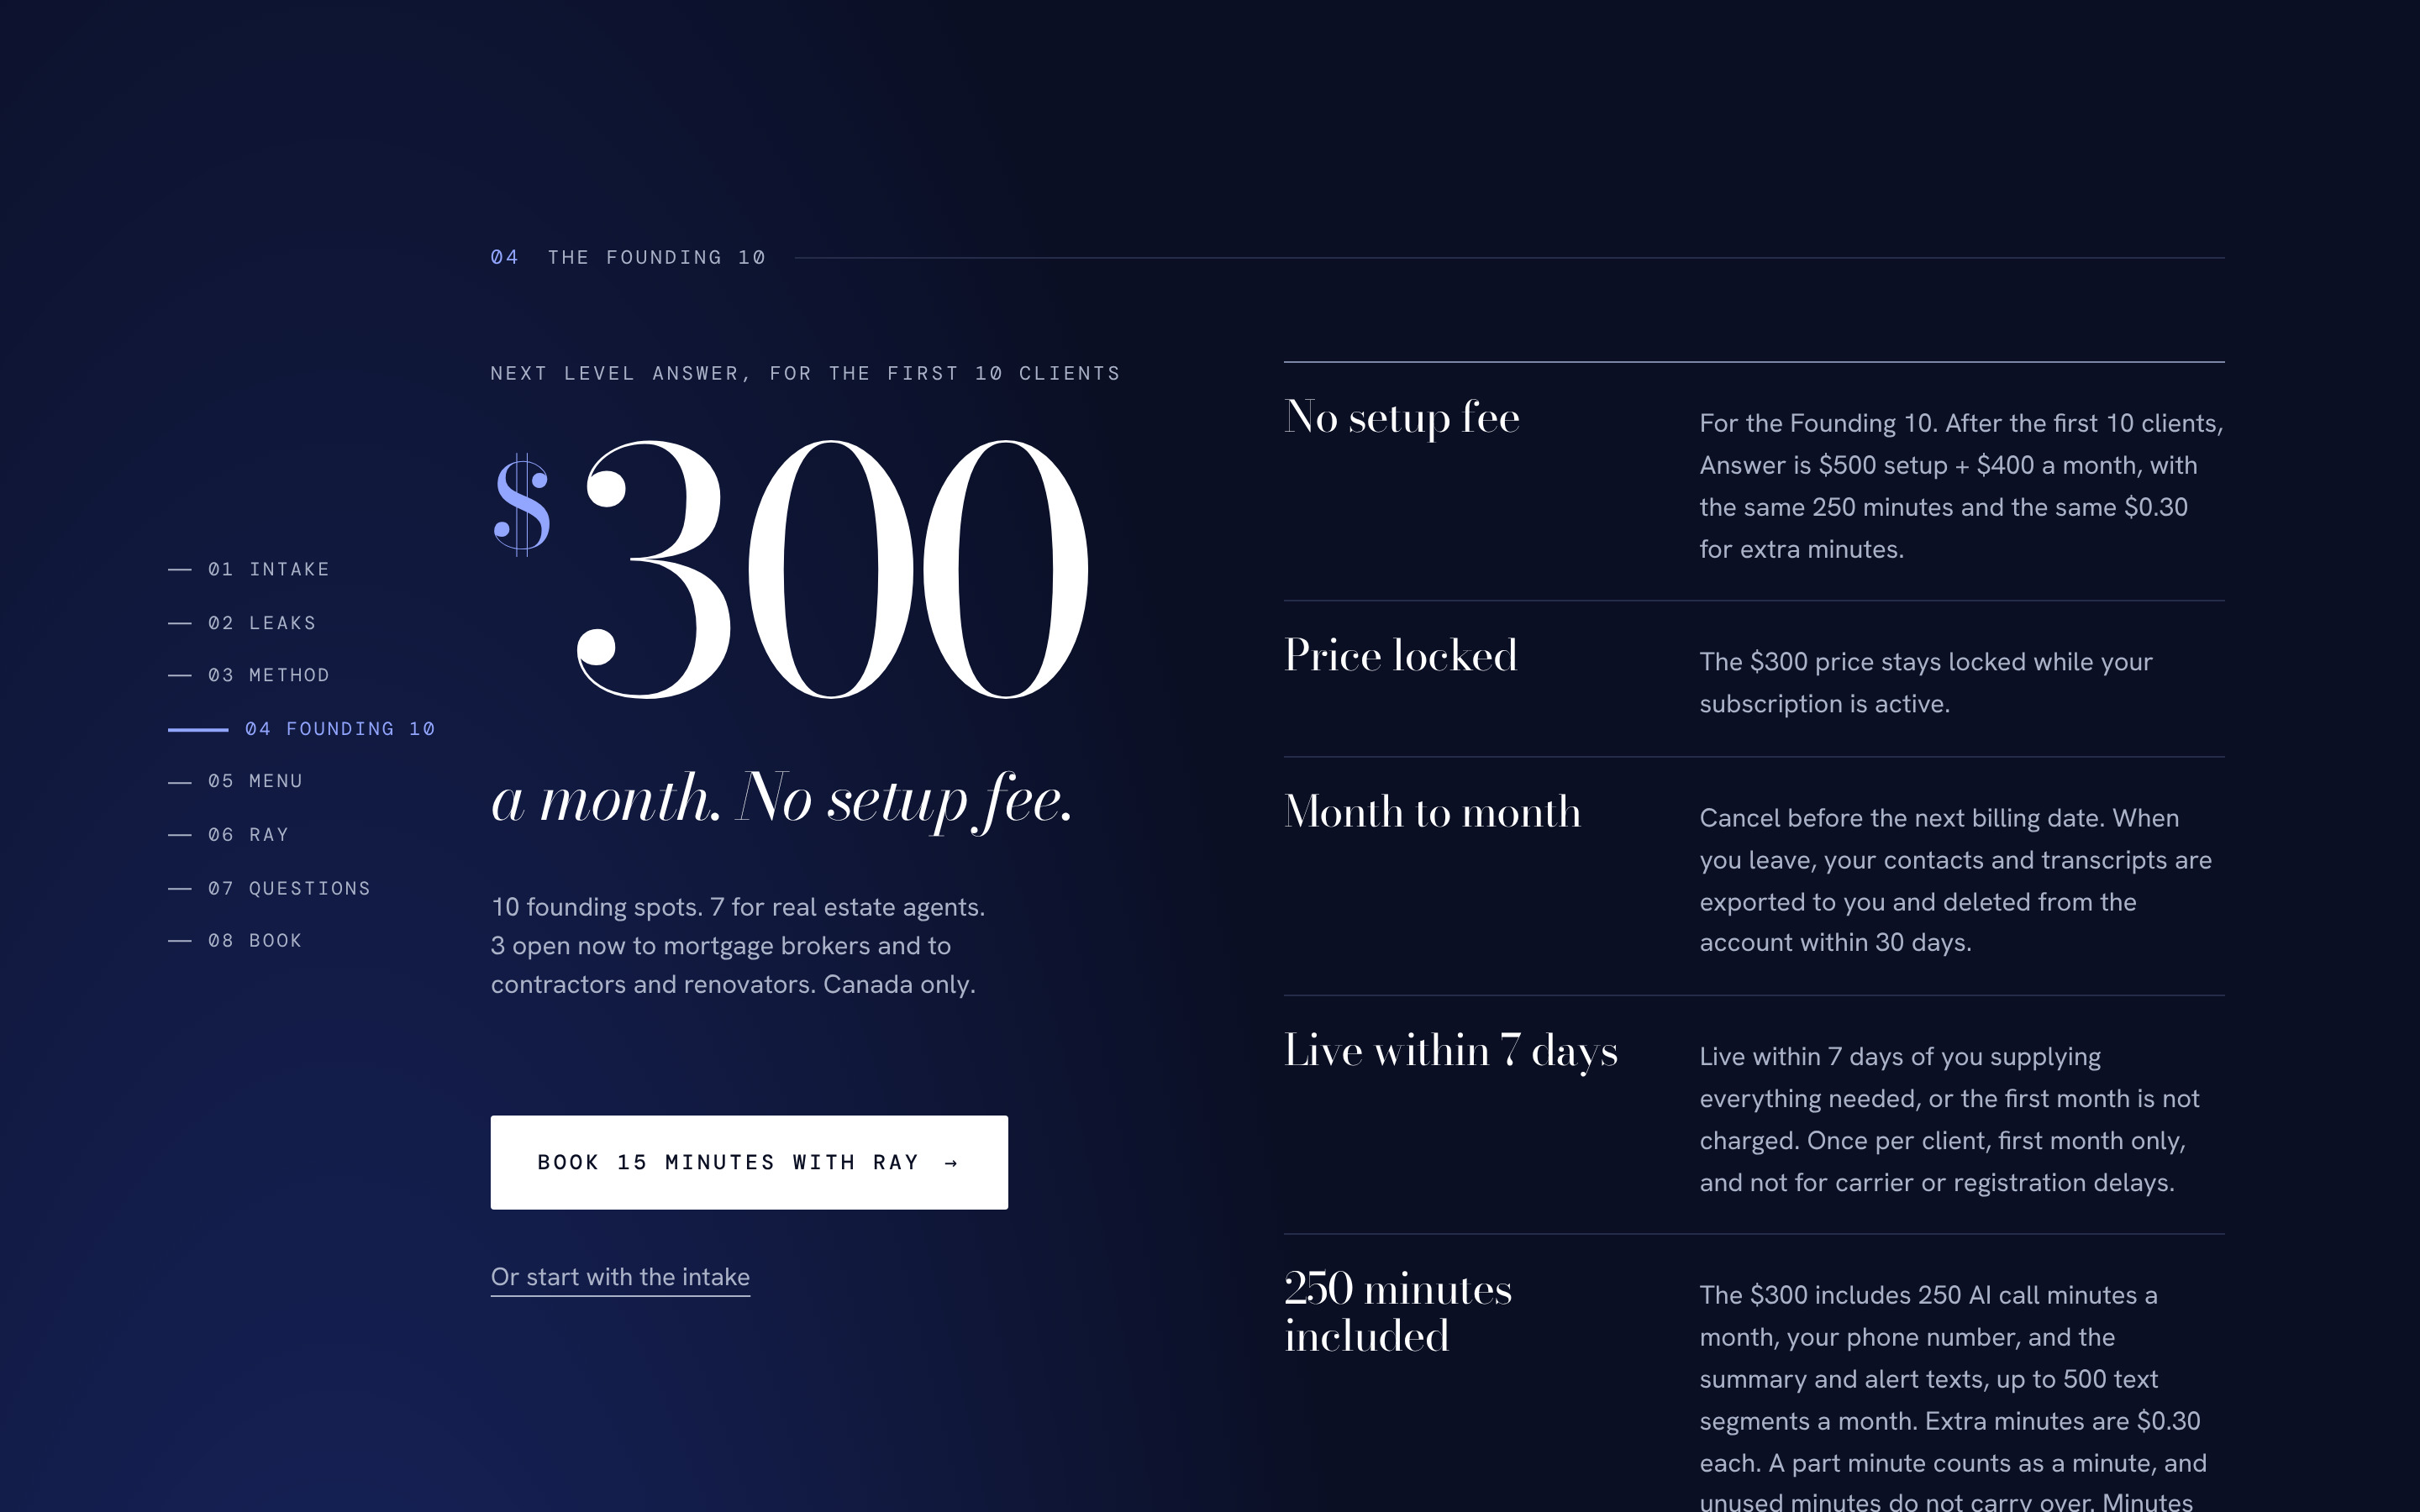 04 THE FOUNDING 10
— 01 INTAKE
— 02 LEAKS
— 03 METHOD
— 04 FOUNDING 10
— 05 MENU
— 06 RAY
— 07 QUESTIONS
— 08 BOOK
NEXT LEVEL ANSWER, FOR THE FIRST 10 CLIENTS
$300
a month. No setup fee.
10 founding spots. 7 for real estate agents.
3 open now to mortgage brokers and to
contractors and renovators. Canada only.
BOOK 15 MINUTES WITH RAY →
Or start with the intake
No setup fee
For the Founding 10. After the first 10 clients,
Answer is $500 setup + $400 a month, with
the same 250 minutes and the same $0.30
for extra minutes.
Price locked
The $300 price stays locked while your
subscription is active.
Month to month
Cancel before the next billing date. When
you leave, your contacts and transcripts are
exported to you and deleted from the
account within 30 days.
Live within 7 days
Live within 7 days of you supplying
everything needed, or the first month is not
charged. Once per client, first month only,
and not for carrier or registration delays.
250 minutes
included
The $300 includes 250 AI call minutes a
month, your phone number, and the
summary and alert texts, up to 500 text
segments a month. Extra minutes are $0.30
each. A part minute counts as a minute, and
unused minutes do not carry over. Minutes